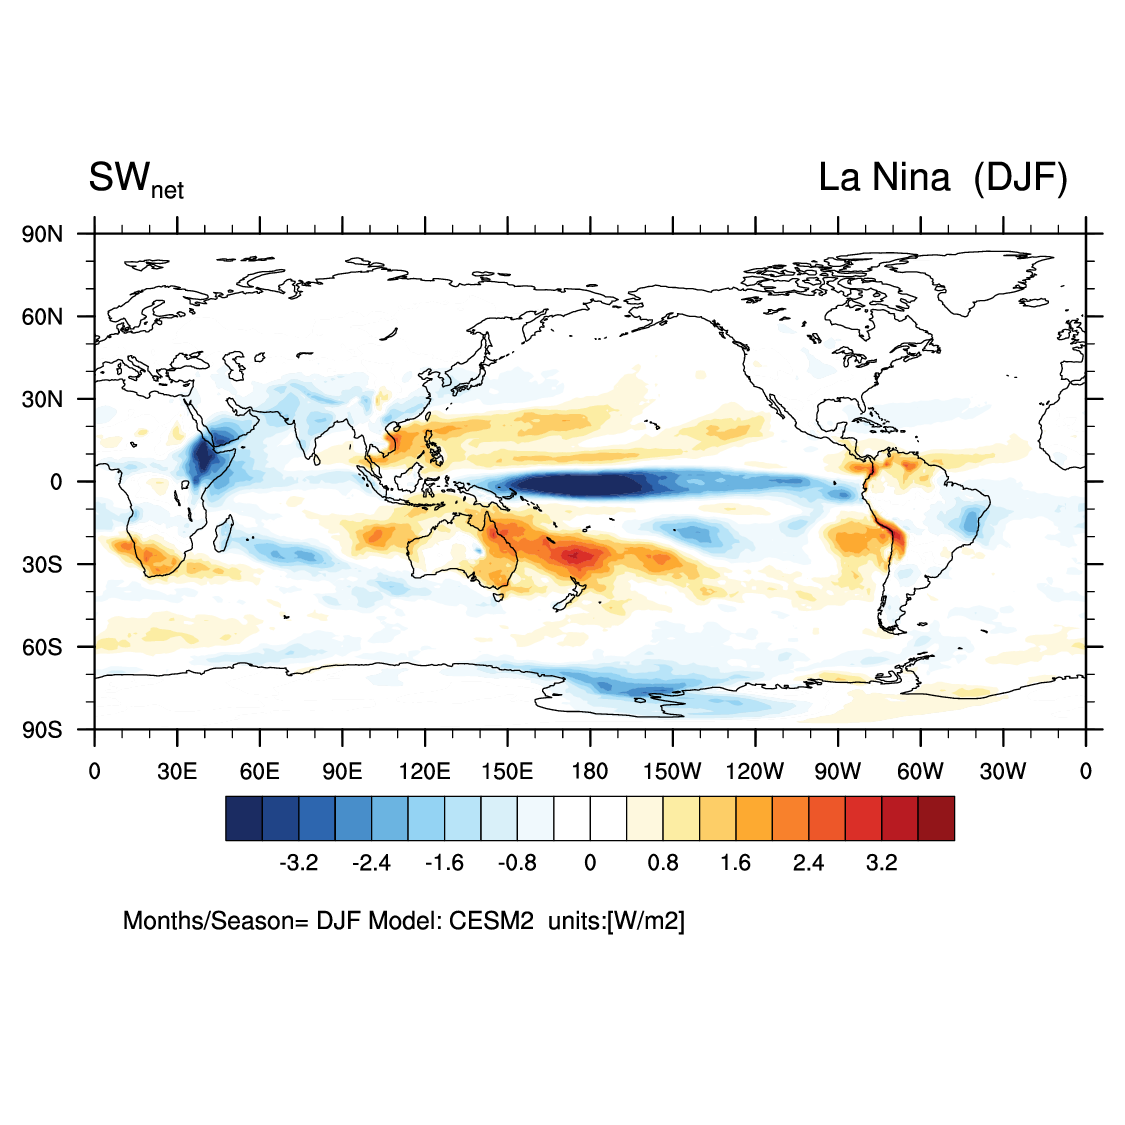 SWnet La Nina (DJF)
90N
60N
30N
0
30S
60S
90S
0 30E 60E 90E 120E 150E 180 150W 120W 90W 60W 30W 0
-3.2 -2.4 -1.6 -0.8 0 0.8 1.6 2.4 3.2
Months/Season= DJF Model: CESM2 units:[W/m2]